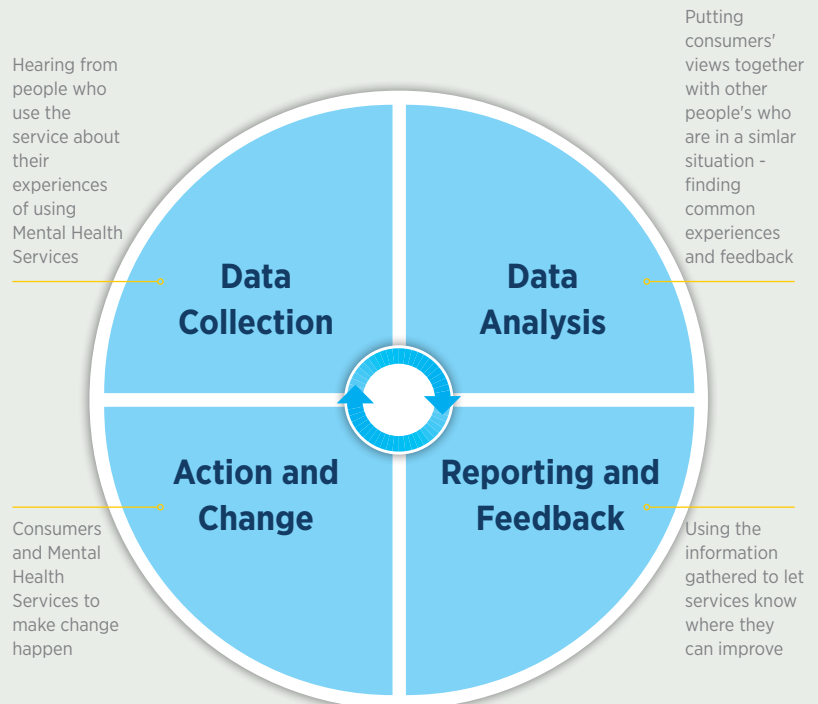 Hearing from
people who
use the
service about
their
experiences
of using
Mental Health
Services
Data
Collection
Putting
consumers'
views together
with other
people's who
are in a simlar
situation -
finding
common
experiences
and feedback
Data
Analysis
Action and
Change
Consumers
and Mental
Health
Services to
make change
happen
Reporting and
Feedback
Using the
information
gathered to let
services know
where they
can improve